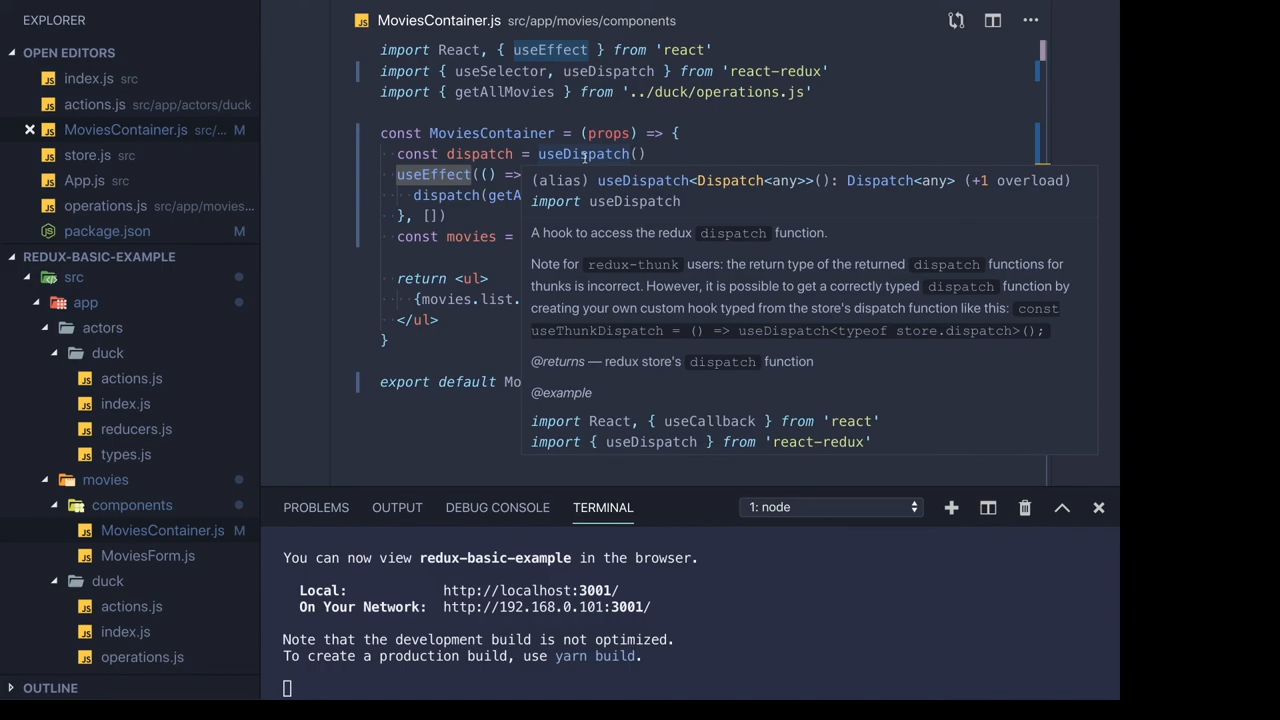 EXPLORER
OPEN EDITORS
index.js src
actions.js src/app/actors/duck
MoviesContainer.js src/... M
store.js src
App.js src
operations.js src/app/movies...
package.json M
REDUX-BASIC-EXAMPLE
src
app
actors
duck
actions.js
index.js
reducers.js
types.js
movies
components
MoviesContainer.js M
MoviesForm.js
duck
actions.js
index.js
operations.js
OUTLINE
MoviesContainer.js src/app/movies/components
import React, { useEffect } from 'react'
import { useSelector, useDispatch } from 'react-redux'
import { getAllMovies } from '../duck/operations.js'
const MoviesContainer = (props) => {
const dispatch = useDispatch()
useEffect(() =>
dispatch(getA
}, [])
const movies =
return <ul>
{movies.list.
</ul>
}
export default Mo
(alias) useDispatch<Dispatch<any>>(): Dispatch<any> (+1 overload)
import useDispatch
A hook to access the redux dispatch function.
Note for redux-thunk users: the return type of the returned dispatch functions for
thunks is incorrect. However, it is possible to get a correctly typed dispatch function by
creating your own custom hook typed from the store's dispatch function like this: const
useThunkDispatch = () => useDispatch<typeof store.dispatch>();
@returns — redux store's dispatch function
@example
import React, { useCallback } from 'react'
import { useDispatch } from 'react-redux'
PROBLEMS OUTPUT DEBUG CONSOLE TERMINAL 1: node
You can now view redux-basic-example in the browser.
Local: http://localhost:3001/
On Your Network: http://192.168.0.101:3001/
Note that the development build is not optimized.
To create a production build, use yarn build.